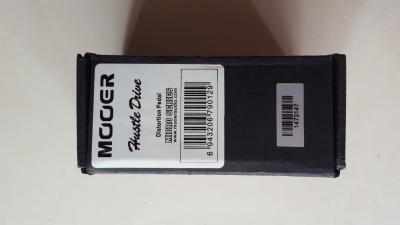 MOOER
Hustle Drive
Distortion Pedal
MICRO SERIES
www.mooeraudio.com
6 943206 790129
1473147